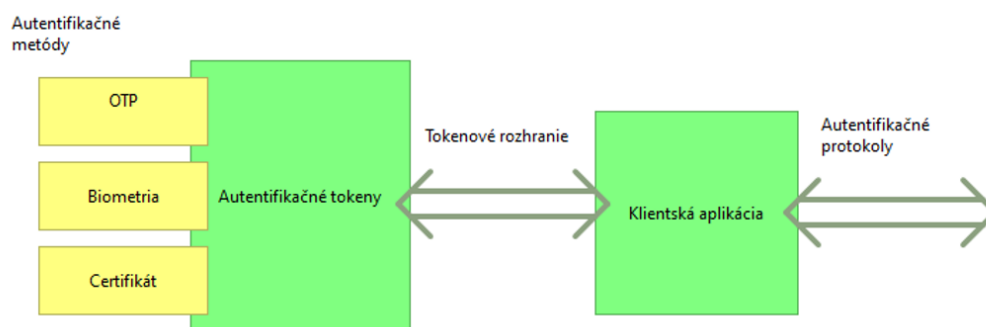 Autentifikačné
metódy
OTP
Biometria
Certifikát
Autentifikačné tokeny
Tokenové rozhranie
Klientská aplikácia
Autentifikačné
protokoly